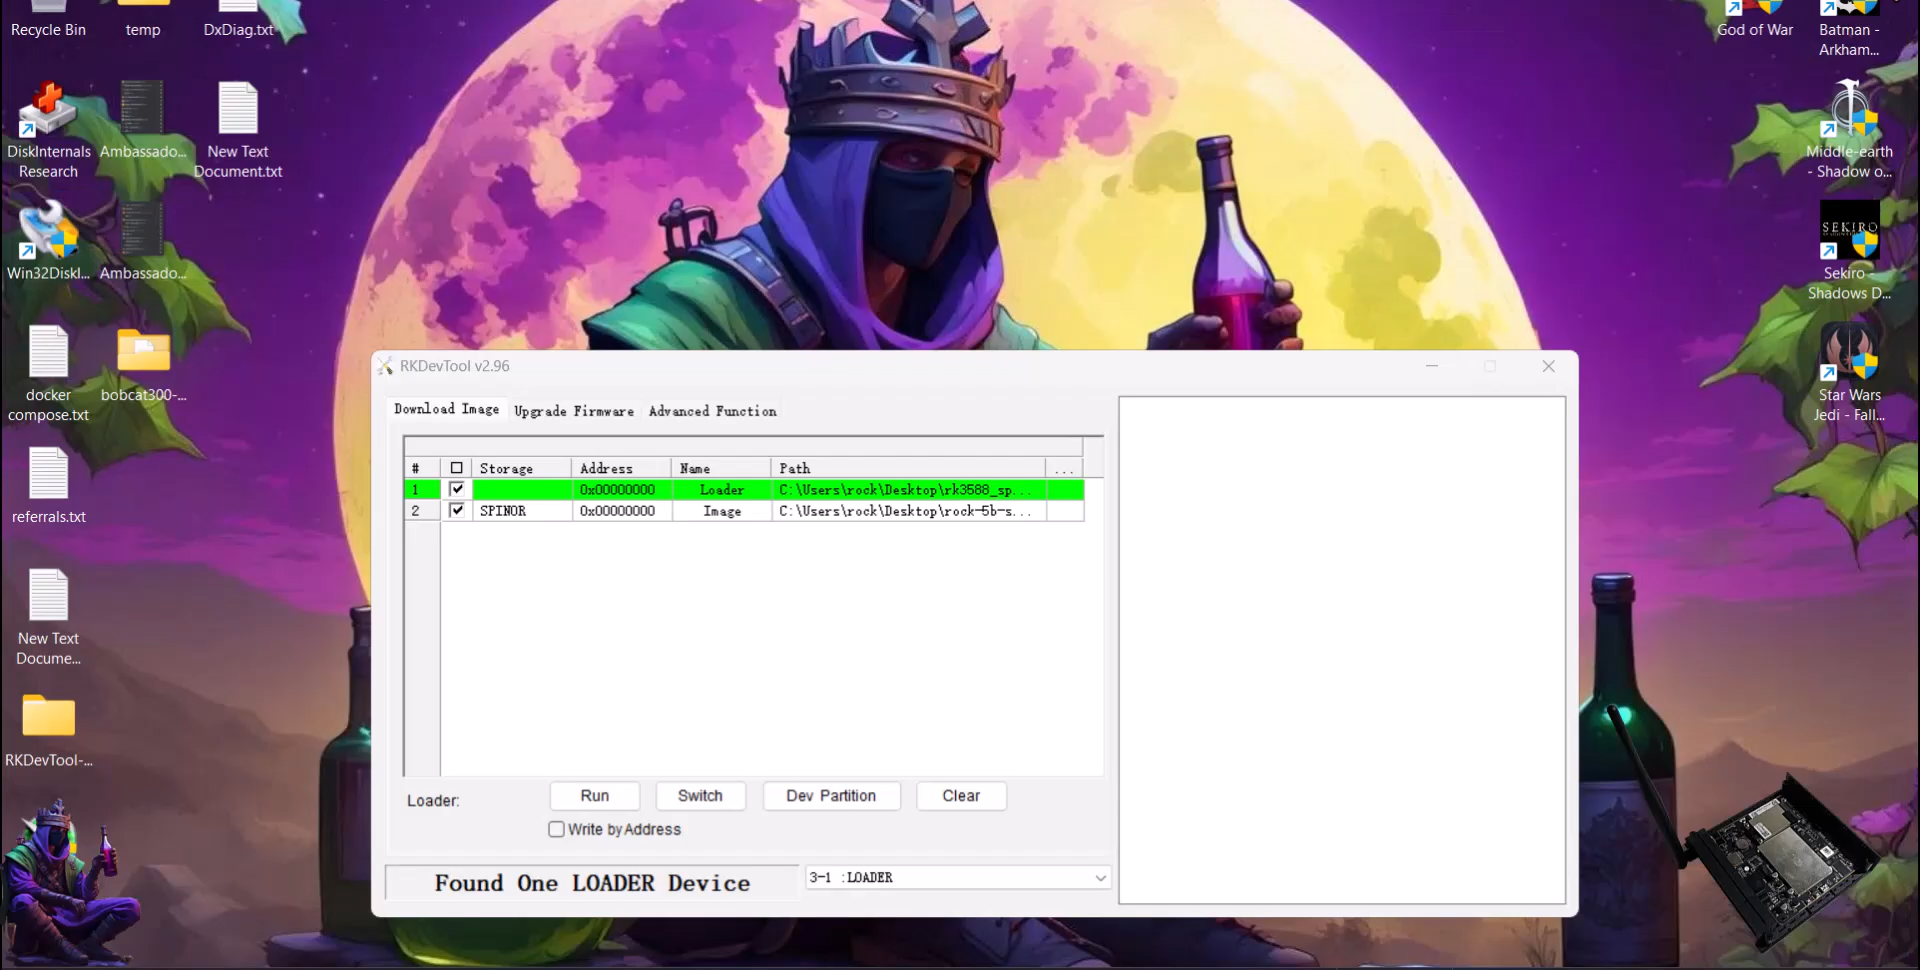 Recycle Bin
temp
DxDiag.txt
God of War
Batman -
Arkham...
DiskInternals
Research
Ambassado...
New Text
Document.txt
Middle-earth
- Shadow o...
Win32DiskI...
Ambassado...
SEKIRO
Sekiro -
Shadows D...
docker
compose.txt
bobcat300-...
Star Wars
Jedi - Fall...
referrals.txt
New Text
Docume...
RKDevTool-...
RKDevTool v2.96
Download Image Upgrade Firmware Advanced Function
# Storage Address Name Path ...
1 0x00000000 Loader C:\Users\rock\Desktop\rk3588_sp...
2 SPINOR 0x00000000 Image C:\Users\rock\Desktop\rock-5b-s...
Loader:
Run Switch Dev Partition Clear
Write by Address
Found One LOADER Device
3-1 :LOADER